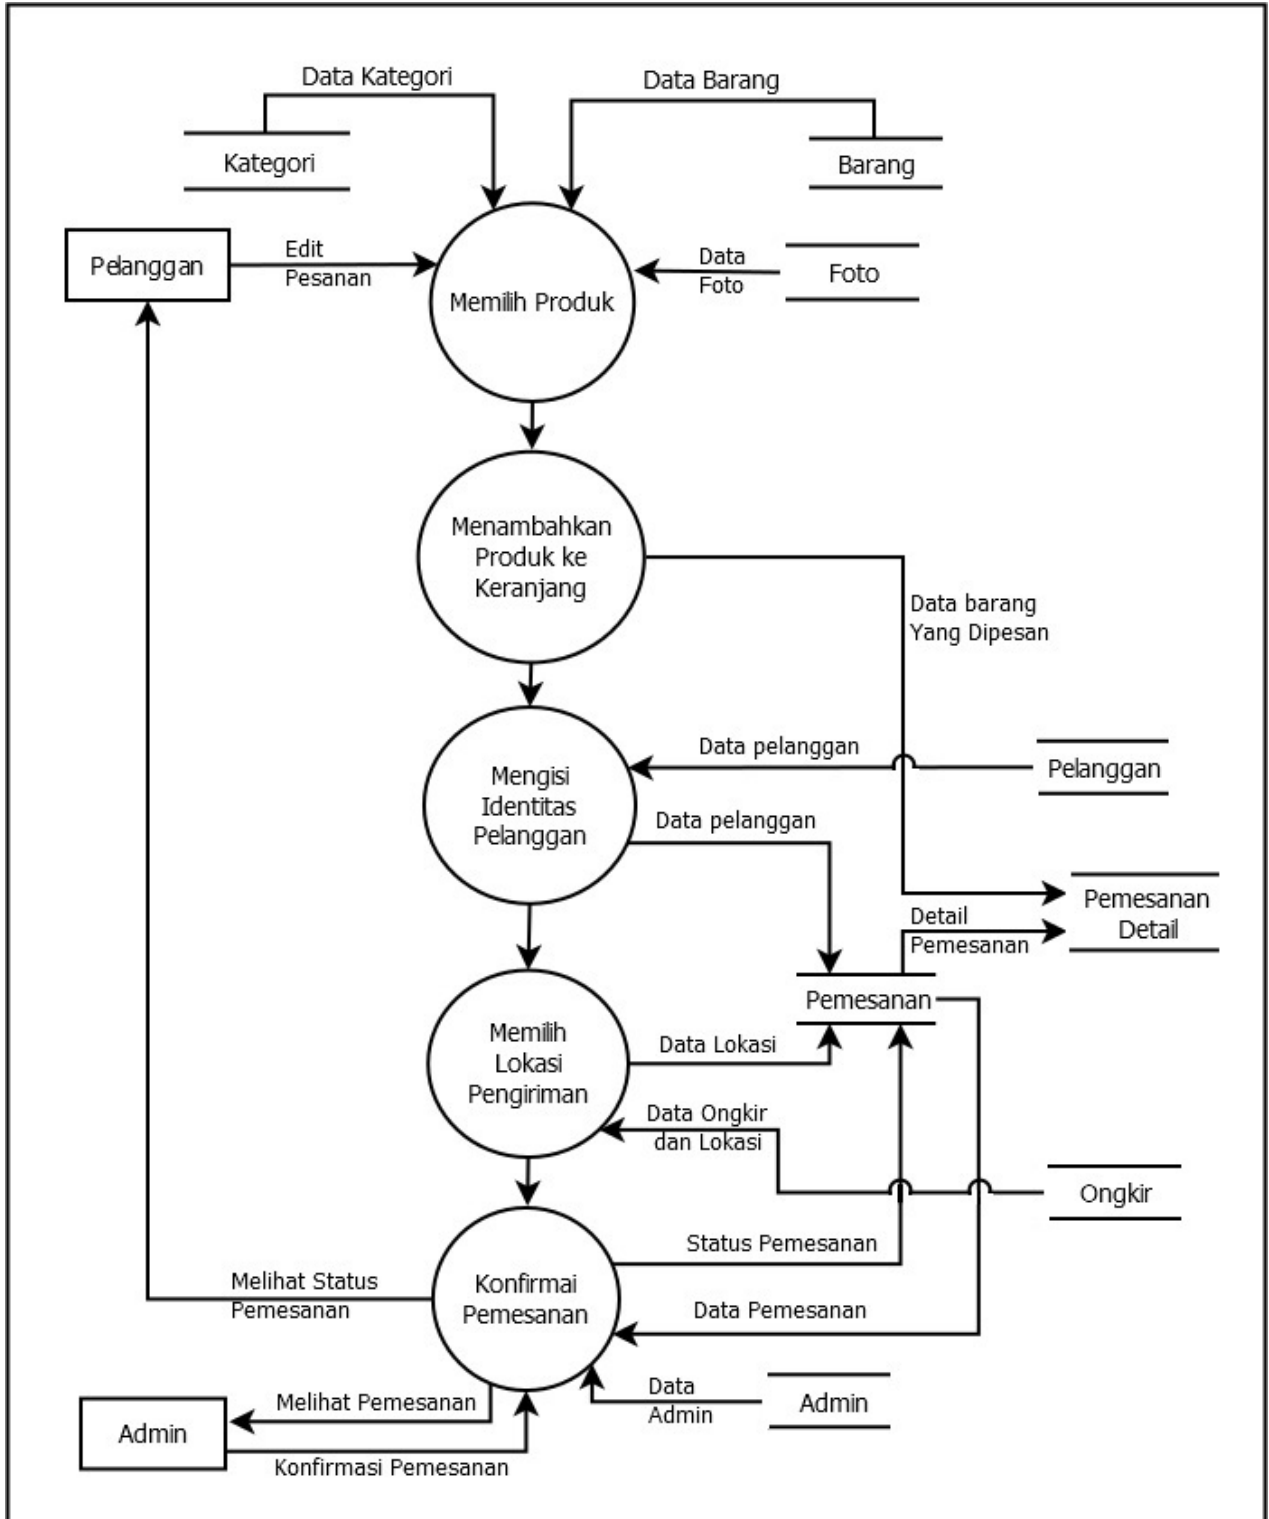 Data Kategori
Data Barang
Kategori
Barang
Pelanggan
Edit
Pesanan
Data
Foto
Foto
Memilih Produk
Menambahkan
Produk ke
Keranjang
Data barang
Yang Dipesan
Data pelanggan
Pelanggan
Mengisi
Identitas
Pelanggan
Data pelanggan
Pemesanan
Detail
Detail
Pemesanan
Pemesanan
Memilih
Lokasi
Pengiriman
Data Lokasi
Data Ongkir
dan Lokasi
Ongkir
Status Pemesanan
Melihat Status
Pemesanan
Konfirmai
Pemesanan
Data Pemesanan
Data
Admin
Admin
Melihat Pemesanan
Admin
Konfirmasi Pemesanan